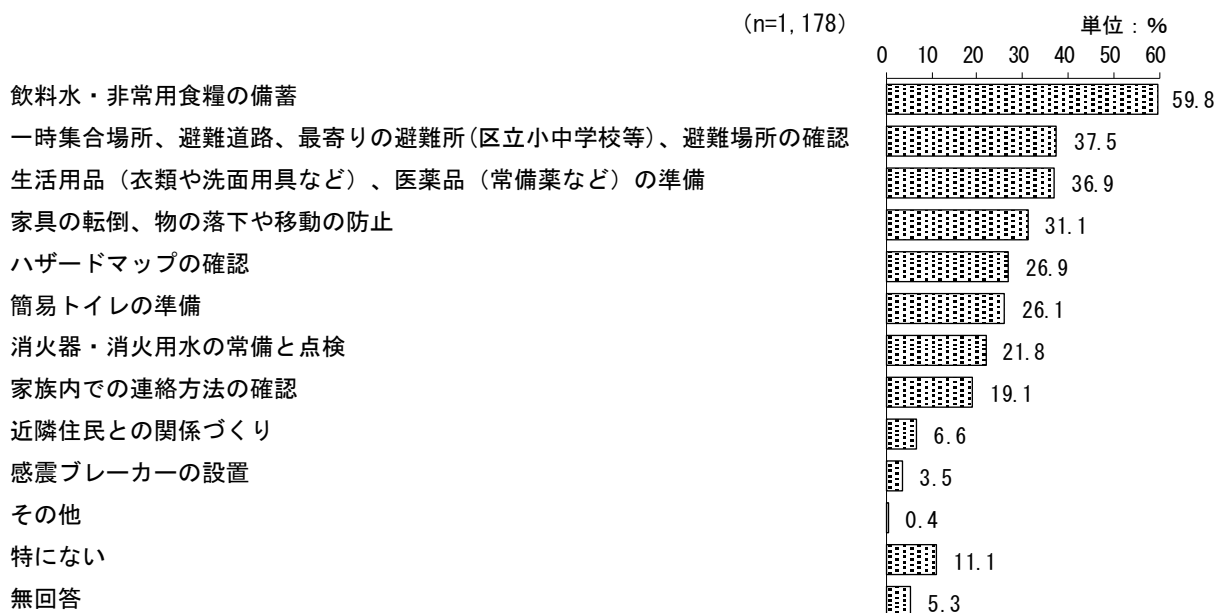 (n=1,178) 単位：%
0 10 20 30 40 50 60
飲料水・非常用食糧の備蓄 59.8
一時集合場所、避難道路、最寄りの避難所(区立小中学校等)、避難場所の確認 37.5
生活用品（衣類や洗面用具など）、医薬品（常備薬など）の準備 36.9
家具の転倒、物の落下や移動の防止 31.1
ハザードマップの確認 26.9
簡易トイレの準備 26.1
消火器・消火用水の常備と点検 21.8
家族内での連絡方法の確認 19.1
近隣住民との関係づくり 6.6
感震ブレーカーの設置 3.5
その他 0.4
特にない 11.1
無回答 5.3